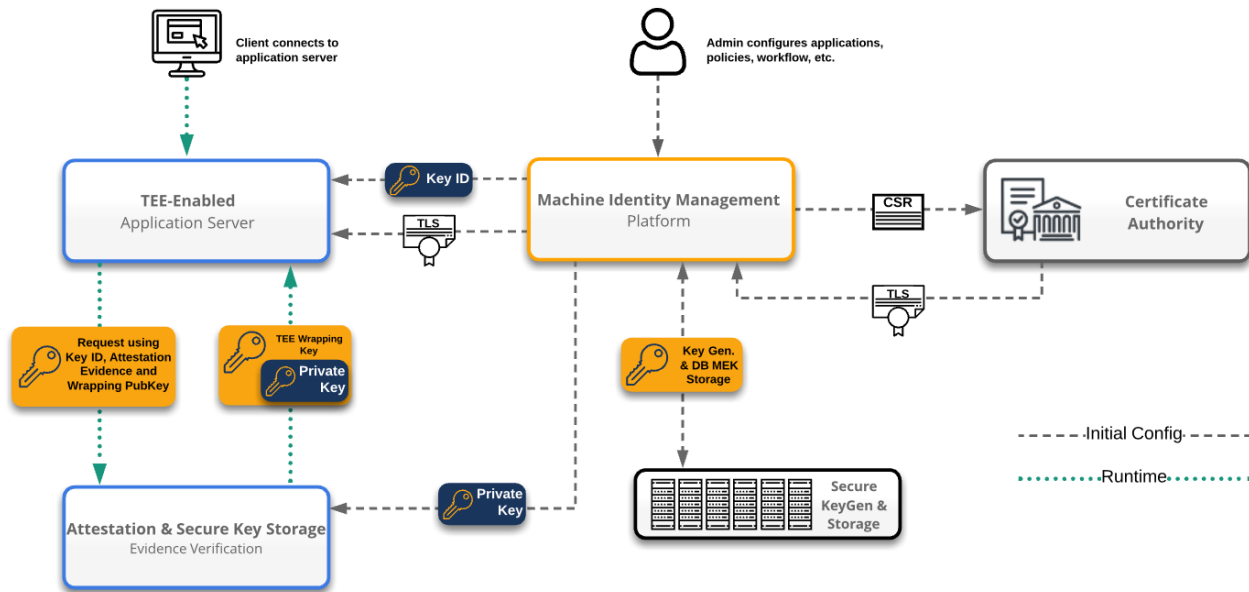 Client connects to
application server
Admin configures applications,
policies, workflow, etc.
TEE-Enabled
Application Server
Key ID
TLS
Machine Identity Management
Platform
CSR
Certificate
Authority
TLS
Request using
Key ID, Attestation
Evidence and
Wrapping PubKey
TEE Wrapping
Key
Private
Key
Key Gen.
& DB MEK
Storage
Initial Config
Runtime
Attestation & Secure Key Storage
Evidence Verification
Private
Key
Secure
KeyGen &
Storage